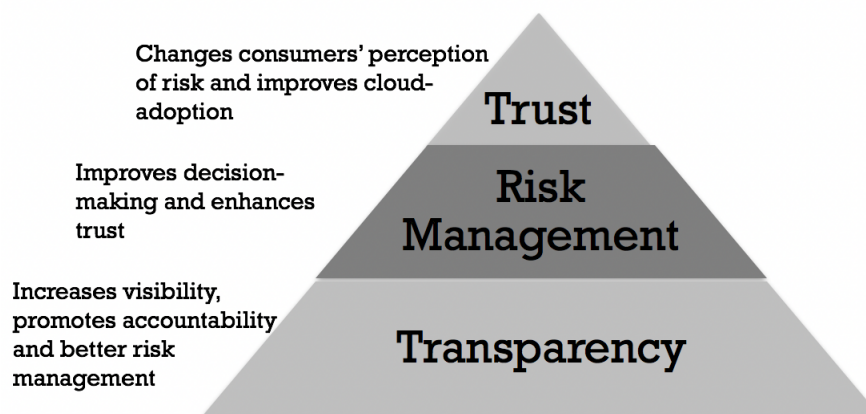 Changes consumers’ perception
of risk and improves cloud-
adoption
Trust
Improves decision-
making and enhances
trust
Risk
Management
Increases visibility,
promotes accountability
and better risk
management
Transparency